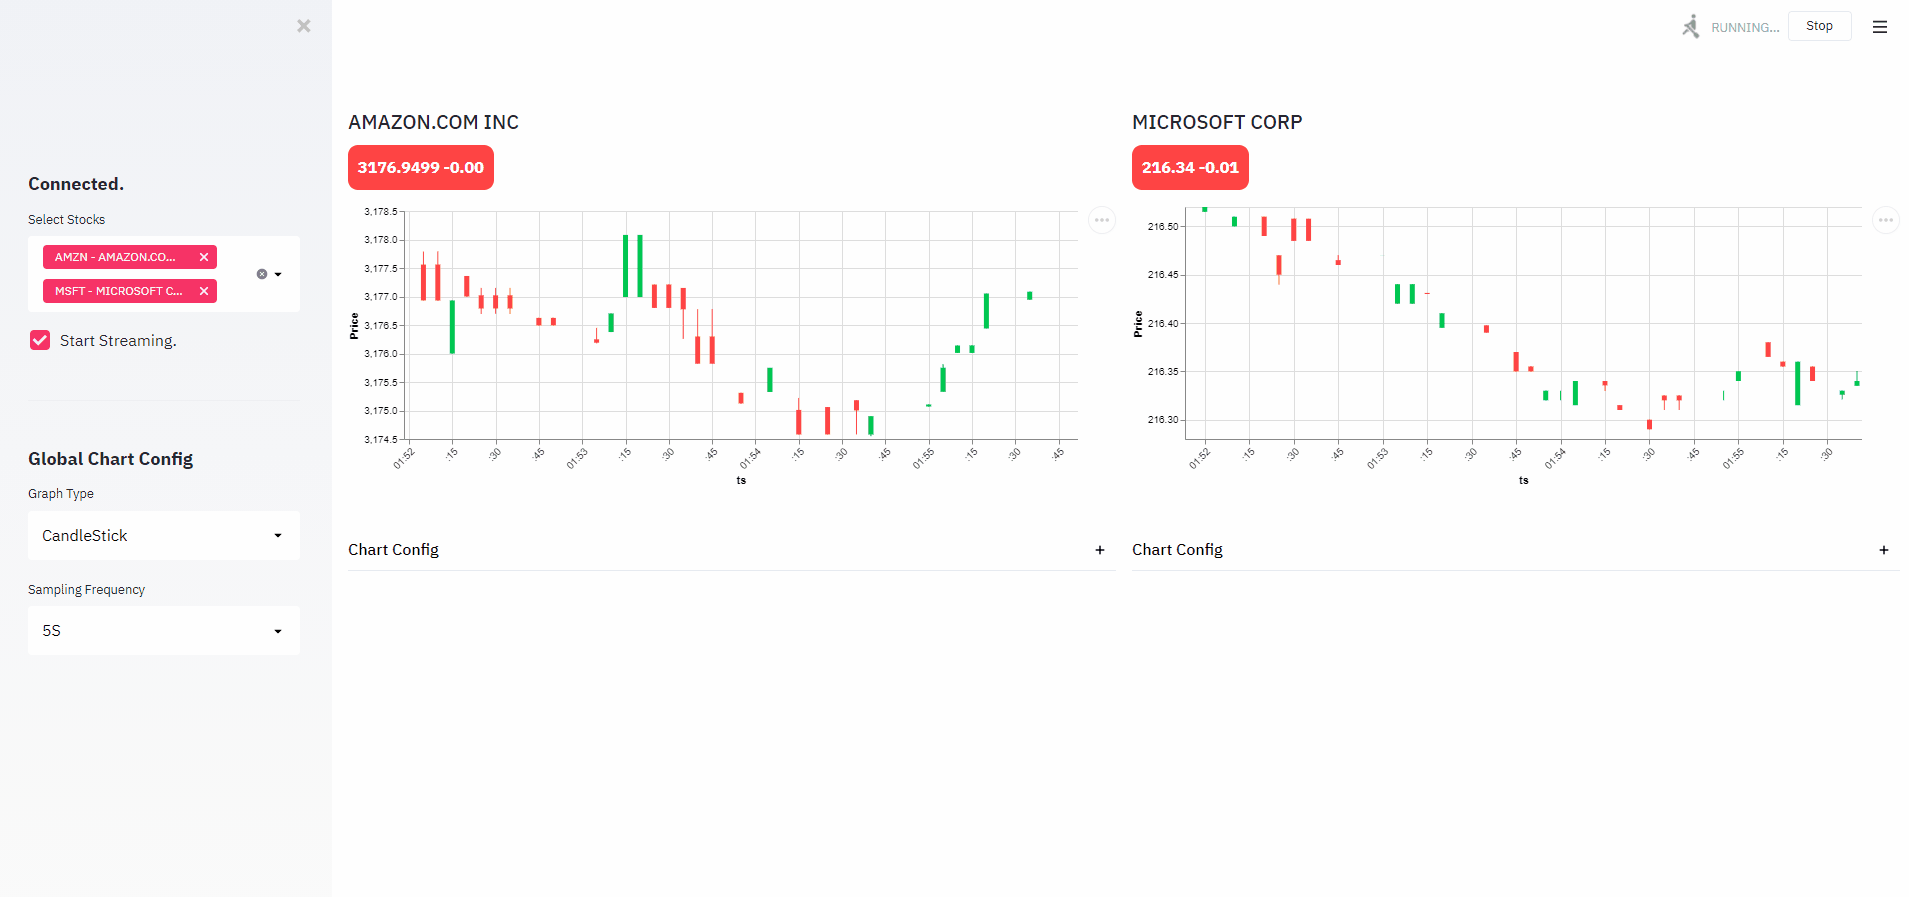 RUNNING...
Stop
Connected.
Select Stocks
AMZN - AMAZON.CO...
MSFT - MICROSOFT C...
Start Streaming.
Global Chart Config
Graph Type
CandleStick
Sampling Frequency
5S
AMAZON.COM INC
3176.9499 -0.00
3,178.5
3,178.0
3,177.5
3,177.0
3,176.5
3,176.0
3,175.5
3,175.0
3,174.5
Price
01:52 :15 :30 :45 01:53 :15 :30 :45 01:54 :15 :30 :45 01:55 :15 :30 :45
ts
Chart Config
MICROSOFT CORP
216.34 -0.01
216.50
216.45
216.40
216.35
216.30
Price
01:52 :15 :30 :45 01:53 :15 :30 :45 01:54 :15 :30 :45 01:55 :15 :30
ts
Chart Config